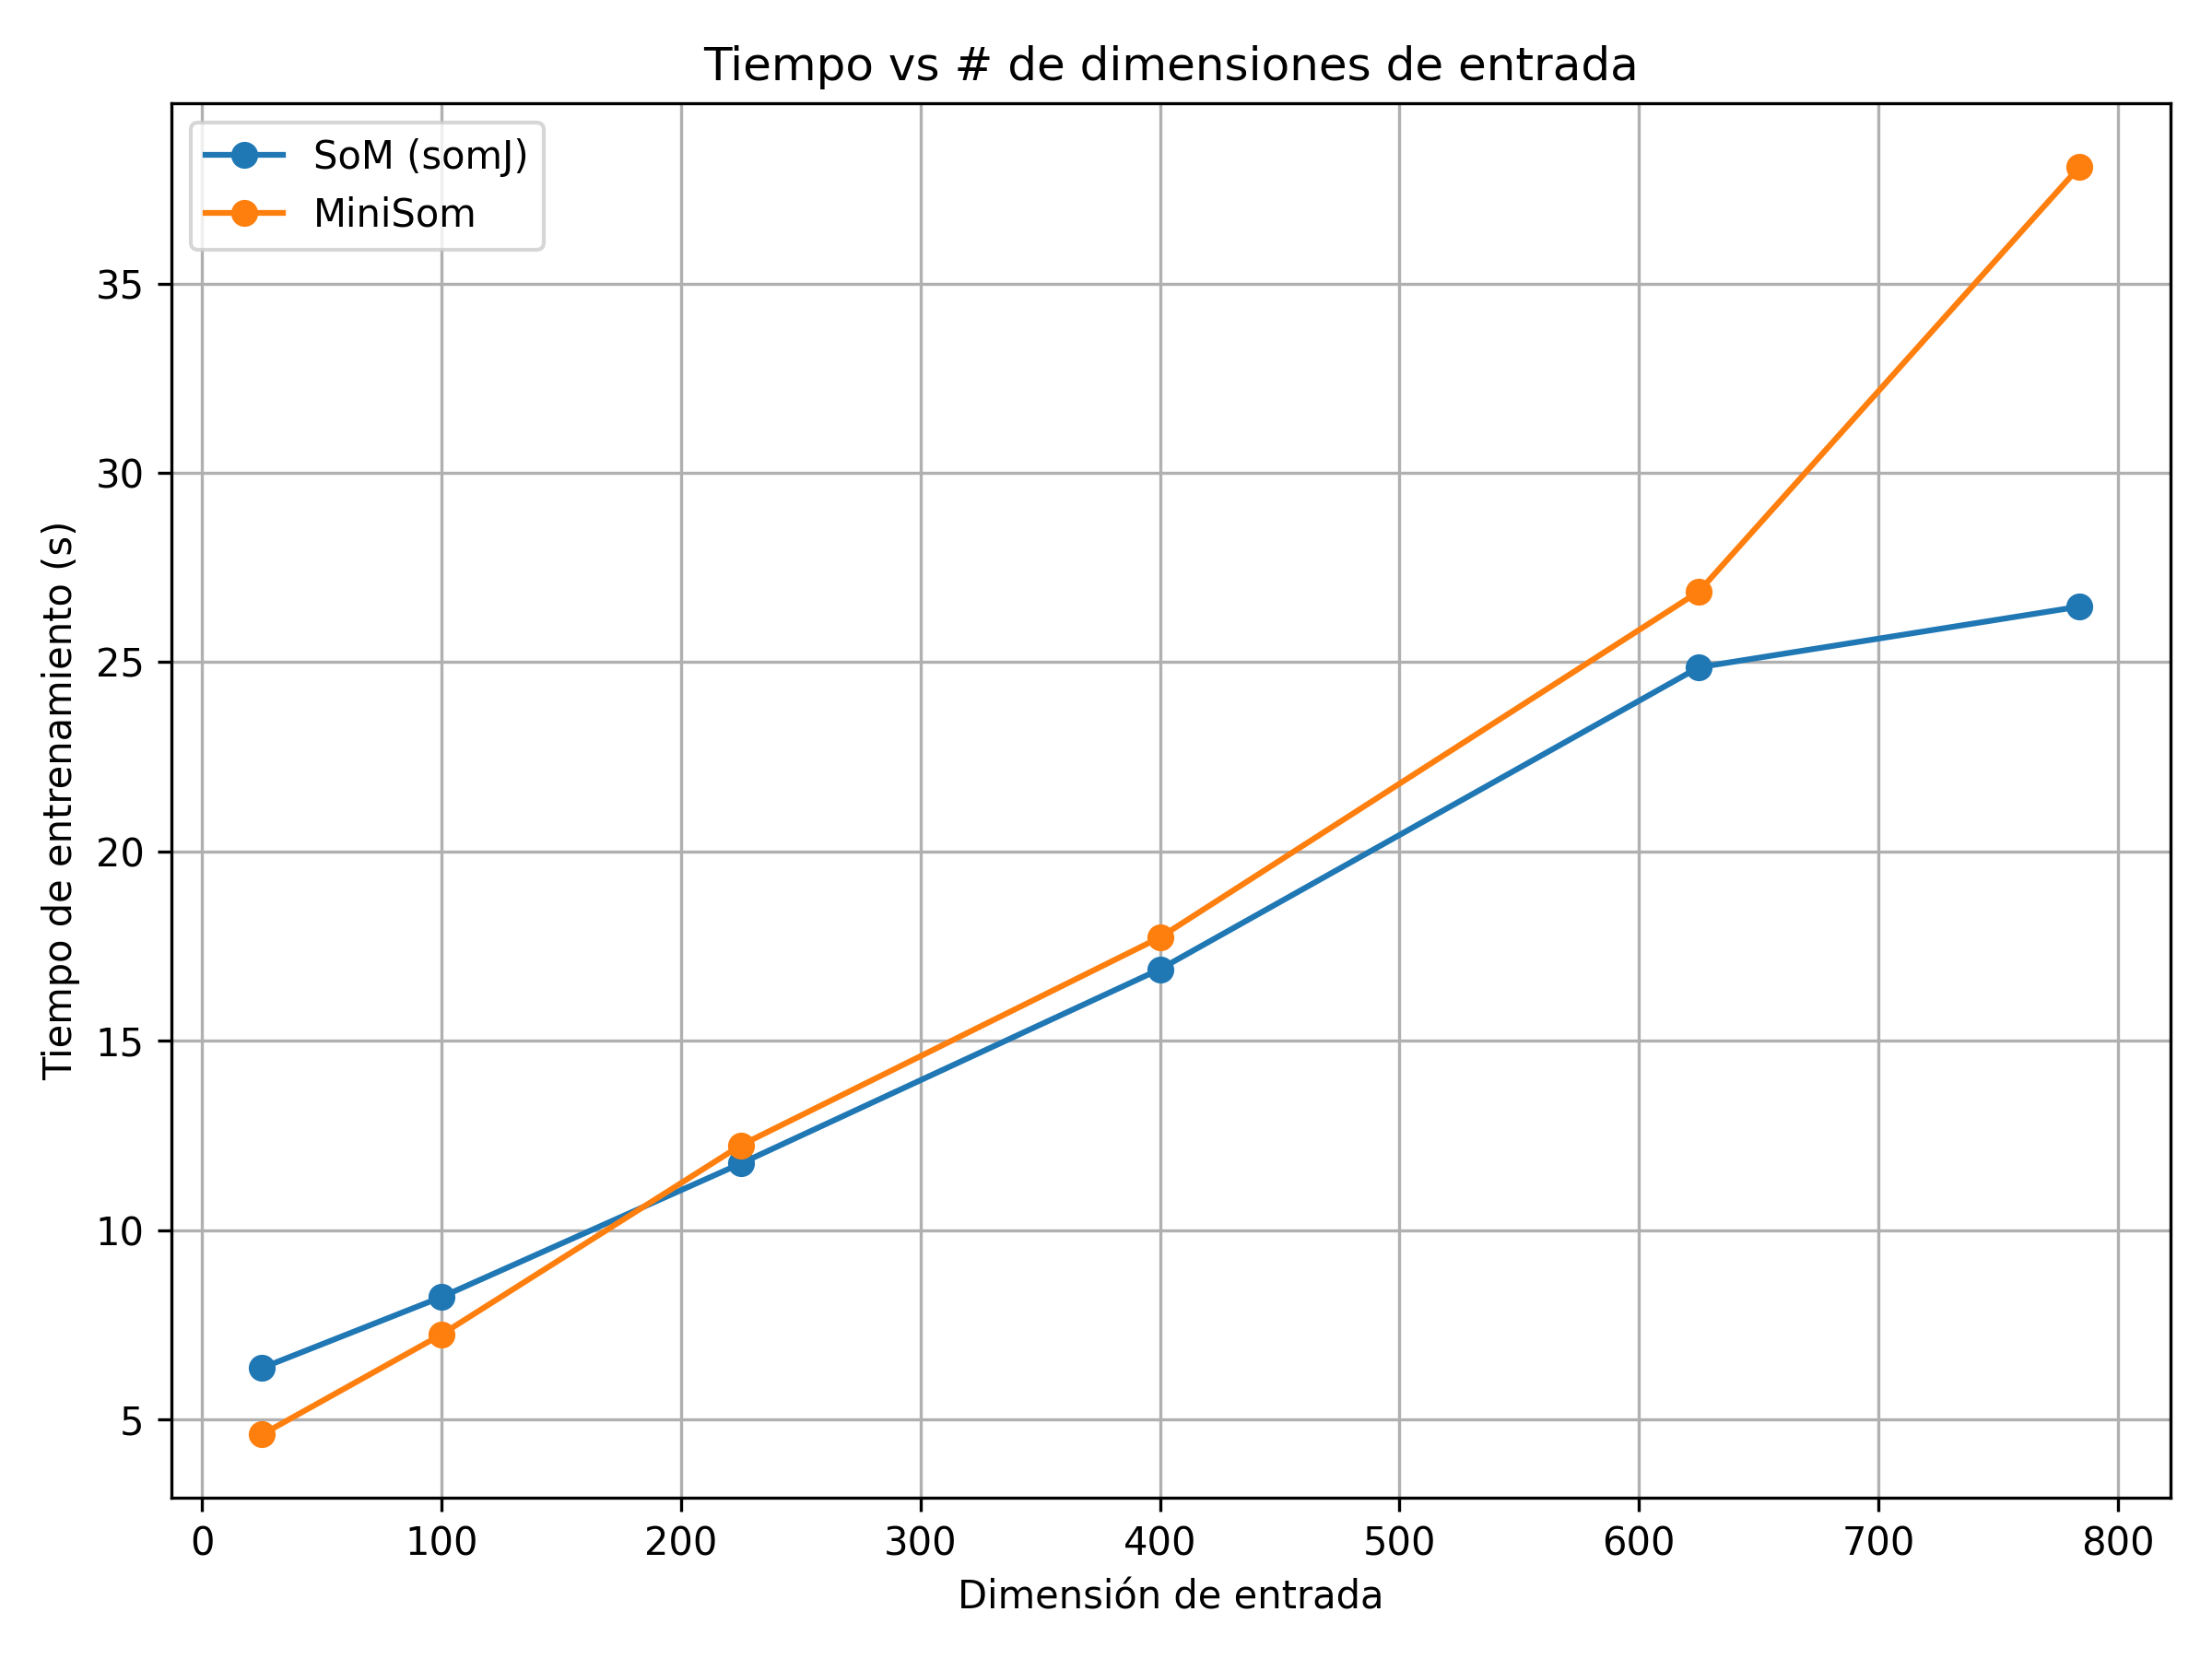 Tiempo vs # de dimensiones de entrada
SoM (somJ)
MiniSom
Tiempo de entrenamiento (s)
35
30
25
20
15
10
5
0 100 200 300 400 500 600 700 800
Dimensión de entrada